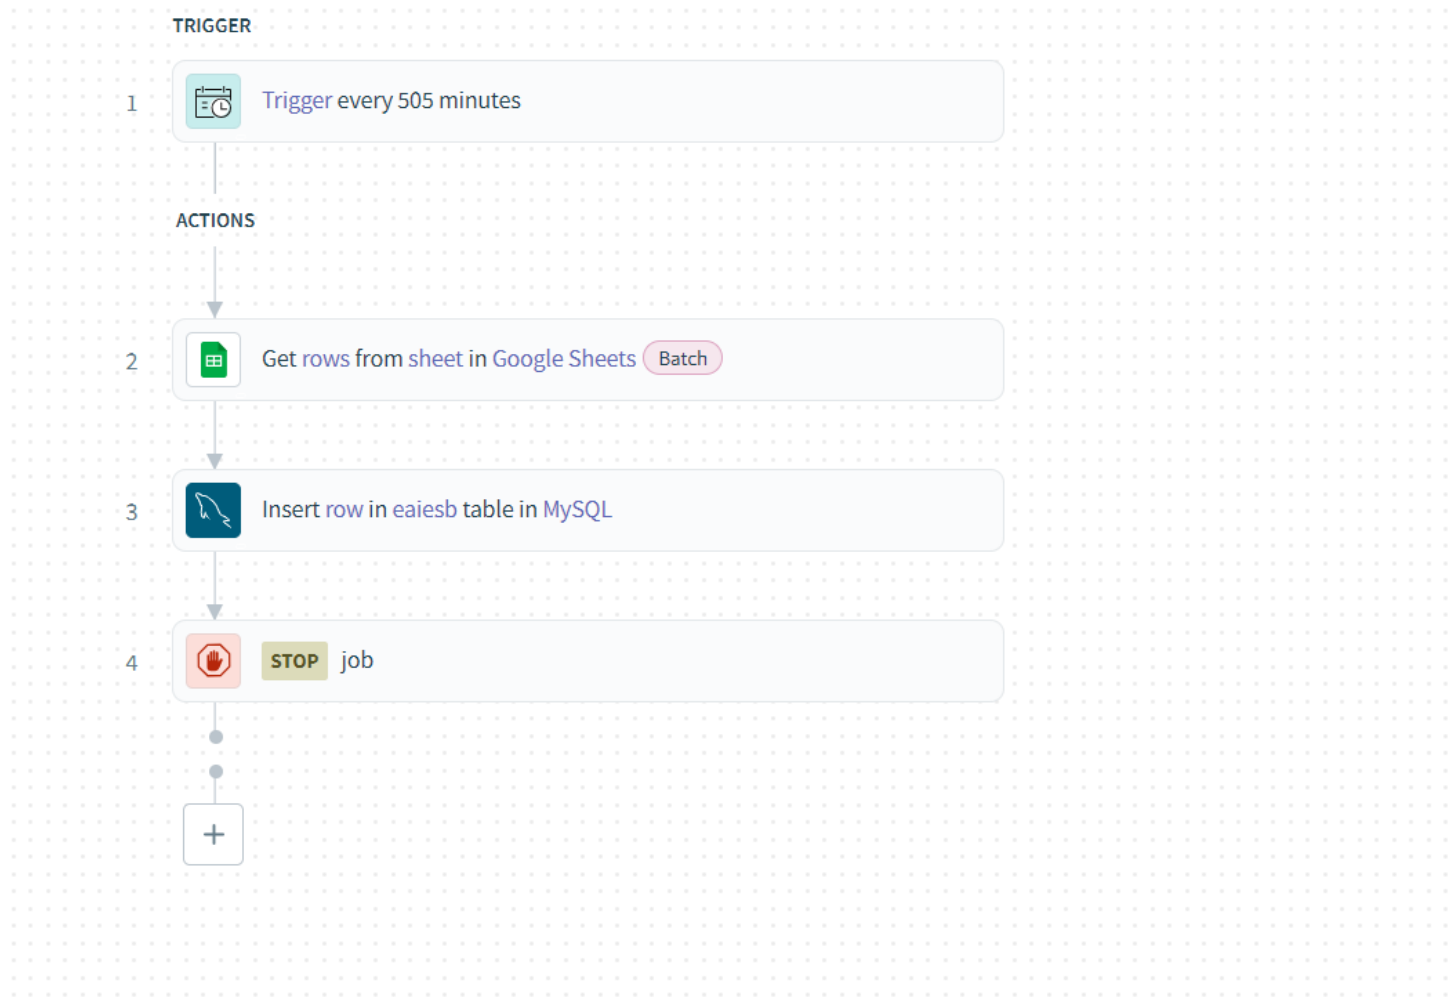 TRIGGER
1
Trigger every 505 minutes
ACTIONS
2
Get rows from sheet in Google Sheets Batch
3
Insert row in eaiesb table in MySQL
4
STOP job